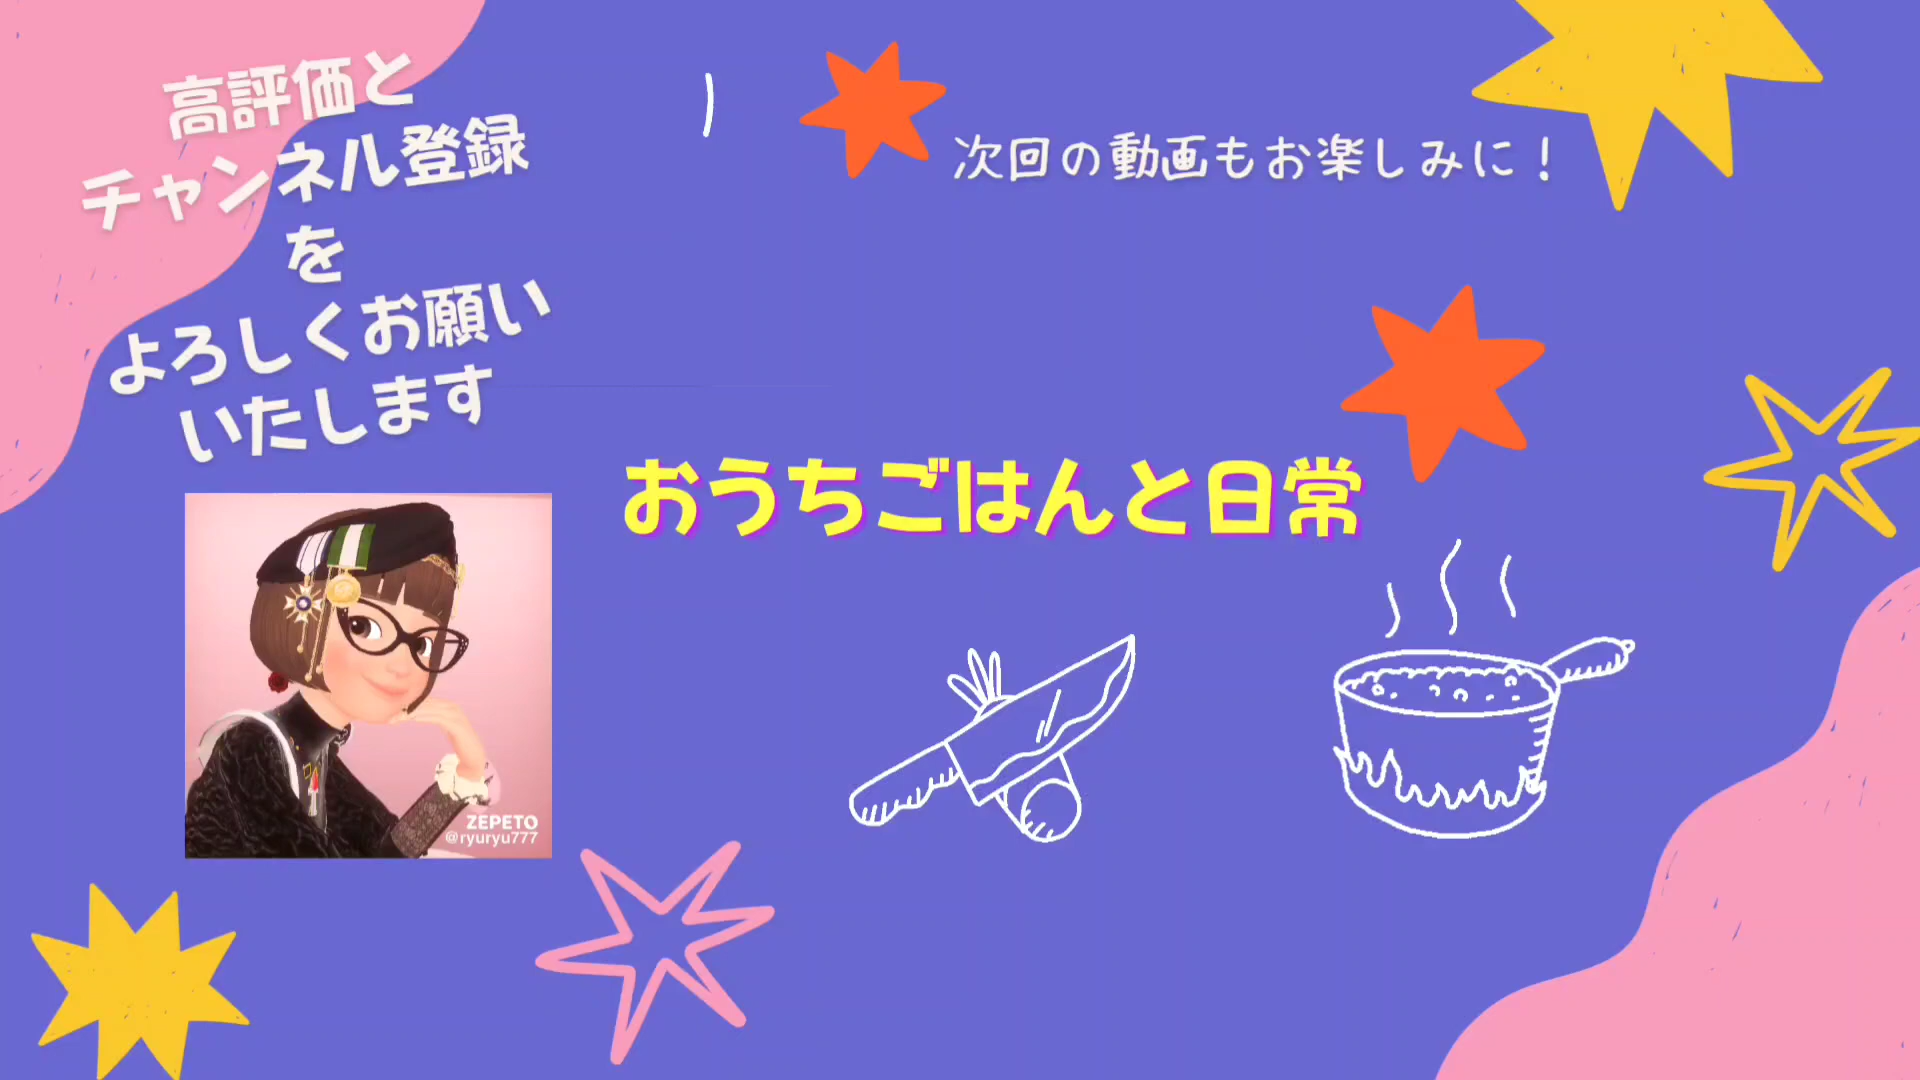 高評価と
チャンネル登録
を
よろしくお願い
いたします
次回の動画もお楽しみに！
おうちごはんと日常
ZEPETO
@ryuryu777